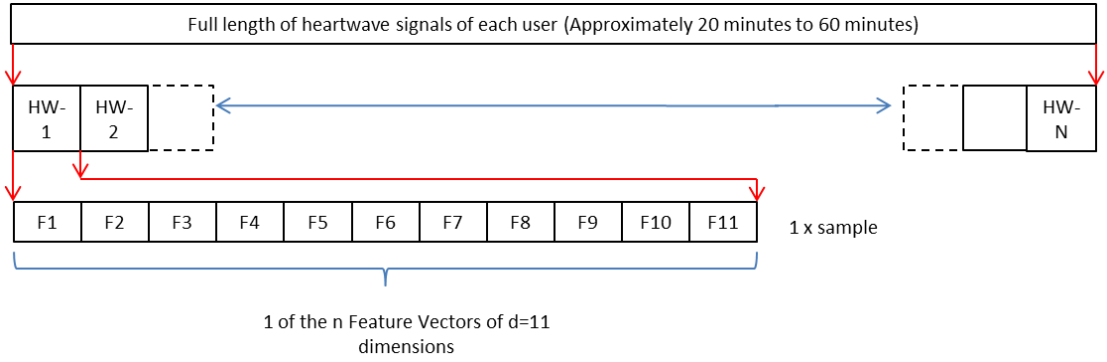 Full length of heartwave signals of each user (Approximately 20 minutes to 60 minutes)
HW-
1
HW-
2
HW-
N
F1 F2 F3 F4 F5 F6 F7 F8 F9 F10 F11
1 x sample
1 of the n Feature Vectors of d=11
dimensions